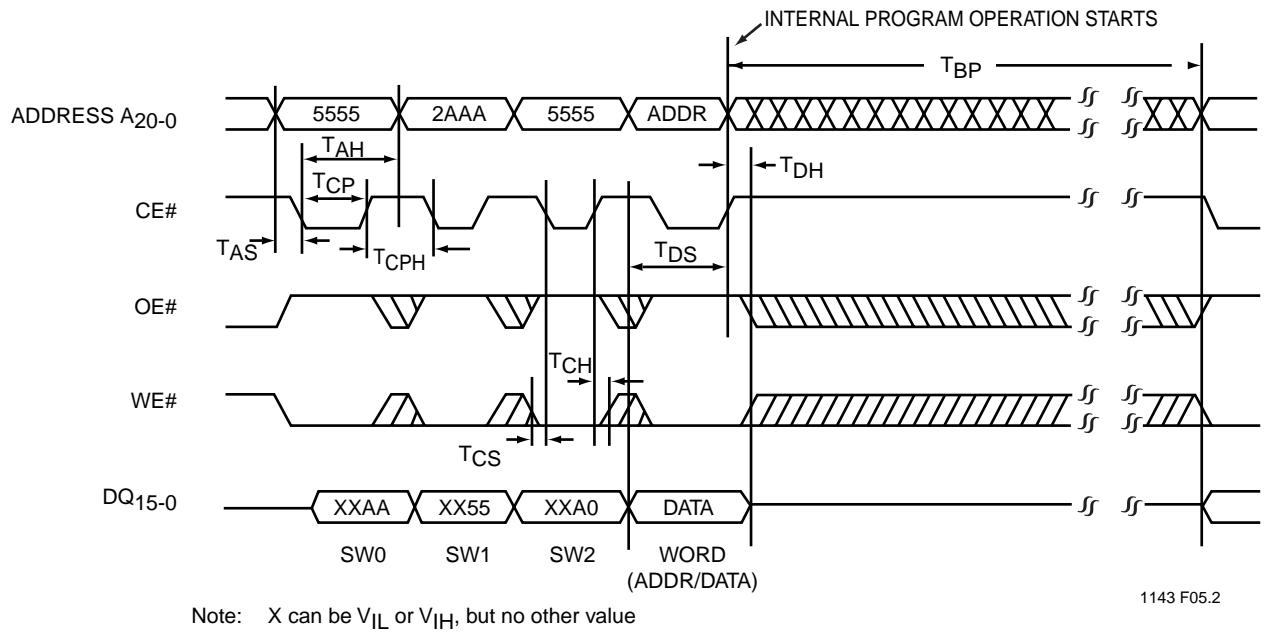 INTERNAL PROGRAM OPERATION STARTS
TBP
ADDRESS A20-0
5555 2AAA 5555 ADDR
TAH
TDH
TCP
CE#
TAS
TCPH
TDS
OE#
TCH
WE#
TCS
DQ15-0
XXAA XX55 XXA0 DATA
SW0 SW1 SW2 WORD
(ADDR/DATA)
1143 F05.2
Note: X can be VIL or VIH, but no other value